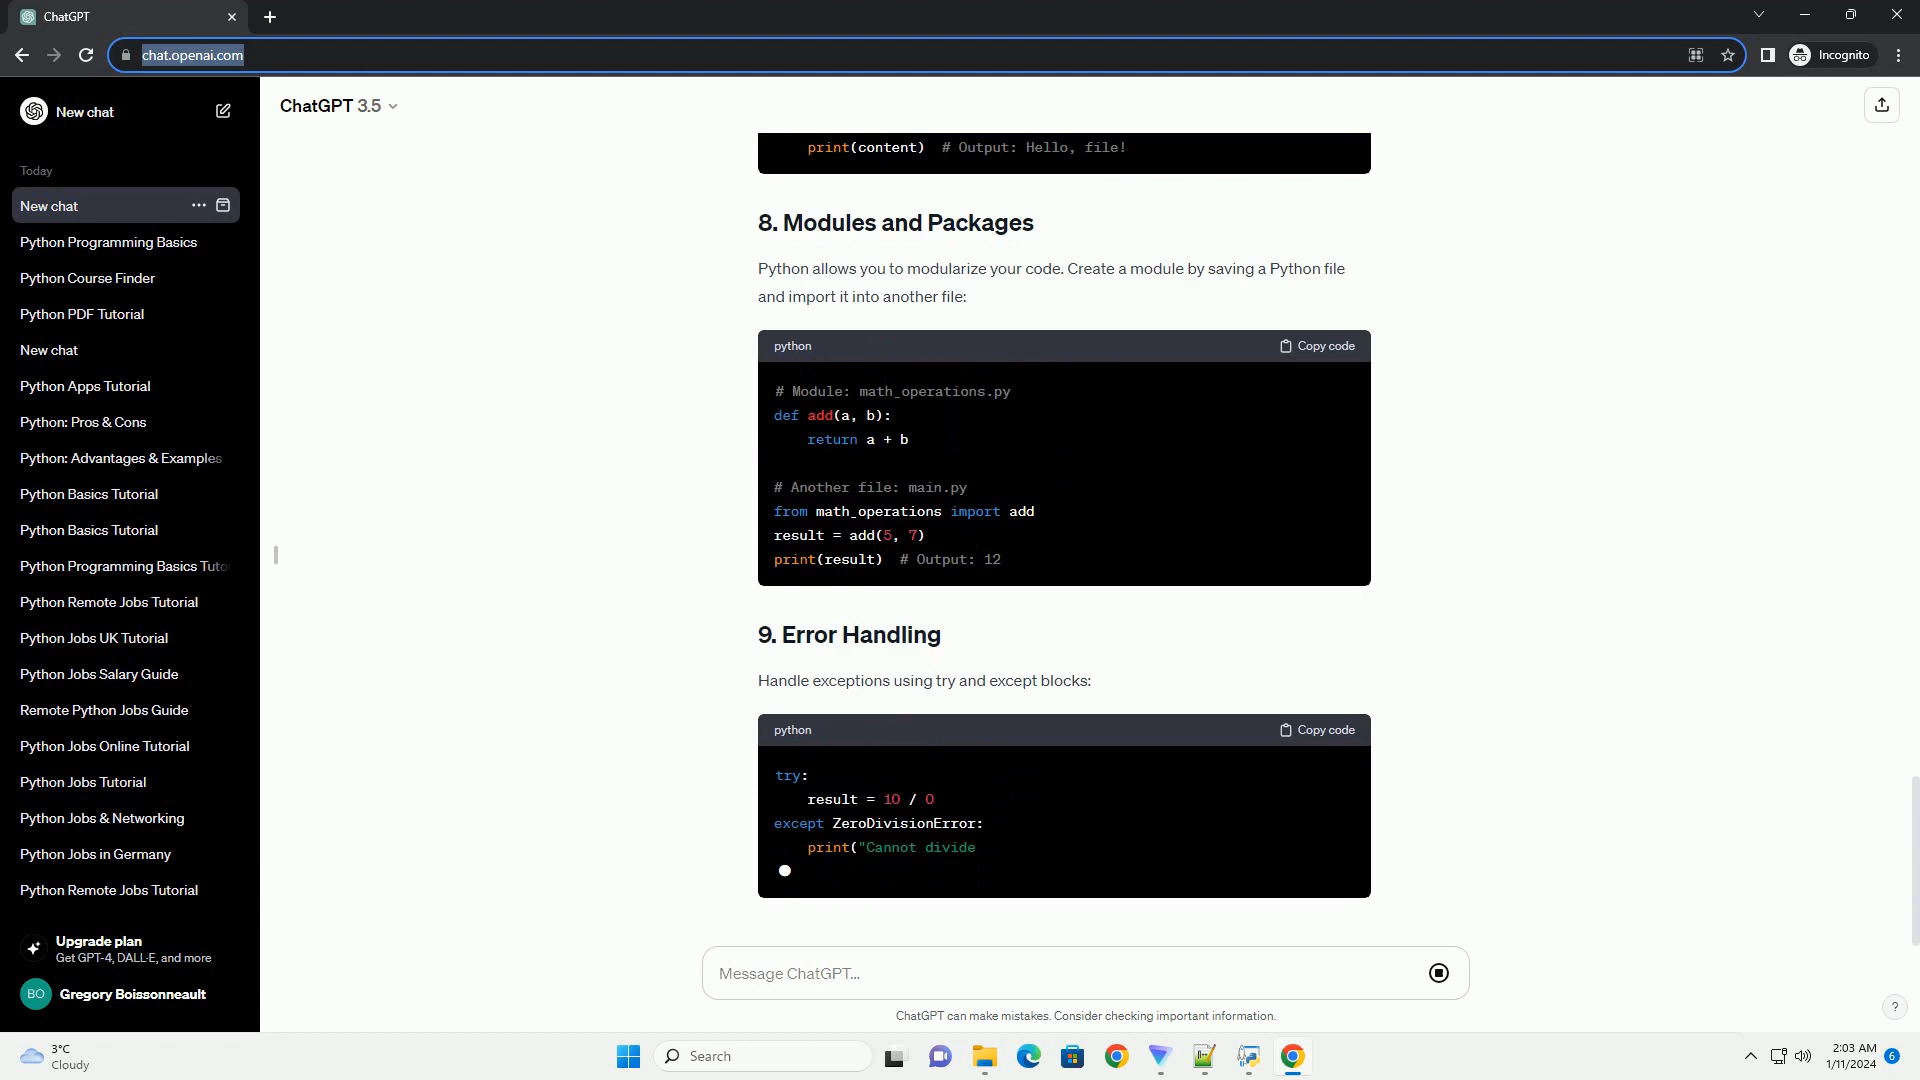 ChatGPT
chat.openai.com
Incognito
New chat
Today
New chat
Python Programming Basics
Python Course Finder
Python PDF Tutorial
New chat
Python Apps Tutorial
Python: Pros & Cons
Python: Advantages & Examples
Python Basics Tutorial
Python Basics Tutorial
Python Programming Basics Tuto
Python Remote Jobs Tutorial
Python Jobs UK Tutorial
Python Jobs Salary Guide
Remote Python Jobs Guide
Python Jobs Online Tutorial
Python Jobs Tutorial
Python Jobs & Networking
Python Jobs in Germany
Python Remote Jobs Tutorial
Upgrade plan
Get GPT-4, DALL·E, and more
BO Gregory Boissonneault
ChatGPT 3.5
print(content)  # Output: Hello, file!
8. Modules and Packages
Python allows you to modularize your code. Create a module by saving a Python file
and import it into another file:
python Copy code
# Module: math_operations.py
def add(a, b):
    return a + b
# Another file: main.py
from math_operations import add
result = add(5, 7)
print(result)  # Output: 12
9. Error Handling
Handle exceptions using try and except blocks:
python Copy code
try:
    result = 10 / 0
except ZeroDivisionError:
    print("Cannot divide
Message ChatGPT...
ChatGPT can make mistakes. Consider checking important information.
?
3°C
Cloudy
Search
2:03 AM
1/11/2024
6